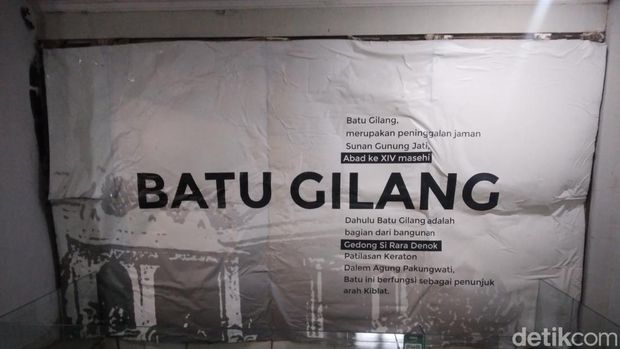 Batu Gilang,
merupakan peninggalan jaman
Sunan Gunung Jati,
Abad ke XIV masehi
BATU GILANG
Dahulu Batu Gilang adalah
bagian dari bangunan
Gedong Si Rara Denok
Patilasan Keraton
Dalem Agung Pakungwati,
Batu ini berfungsi sebagai penunjuk
arah Kiblat.
detikcom